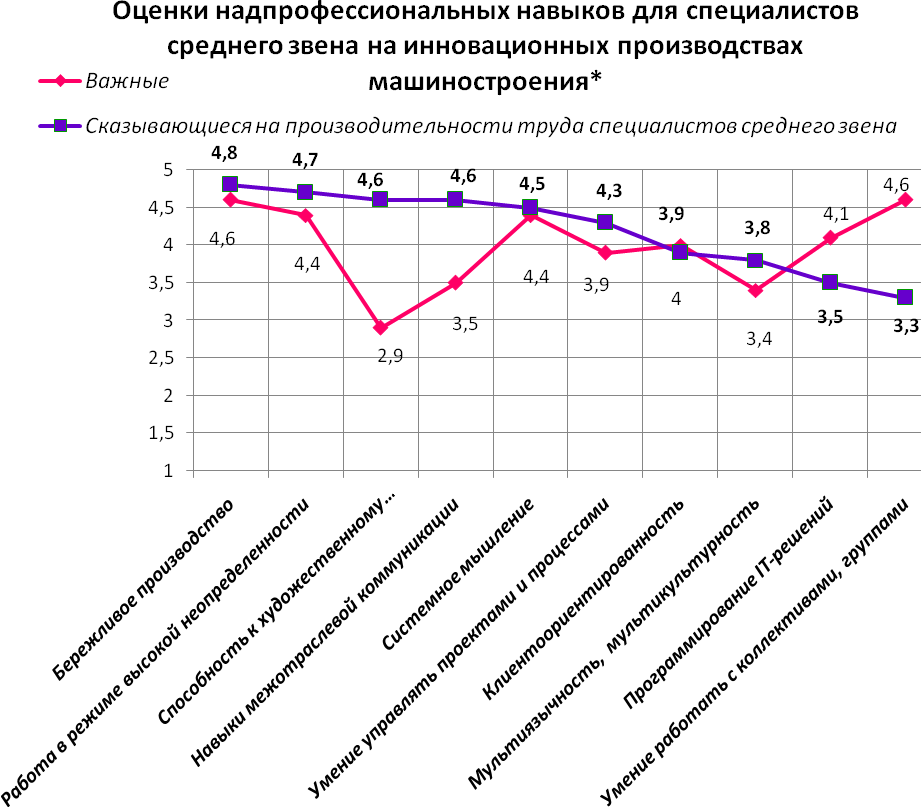 Оценки надпрофессиональных навыков для специалистов
среднего звена на инновационных производствах
машиностроения*
Важные
Сказывающиеся на производительности труда специалистов среднего звена
4,8
4,7
4,6
4,6
4,5
4,3
3,9
3,8
3,5
3,3
4,6
4,4
2,9
3,5
4,4
3,9
4
3,4
4,1
4,6
5
4,5
4
3,5
3
2,5
2
1,5
1
Бережливое производство
Работа в режиме высокой неопределенности
Способность к художественному…
Навыки межотраслевой коммуникации
Системное мышление
Умение управлять проектами и процессами
Клиентоориентированность
Мультиязычность, мультикультурность
Программирование IT-решений
Умение работать с коллективами, группами